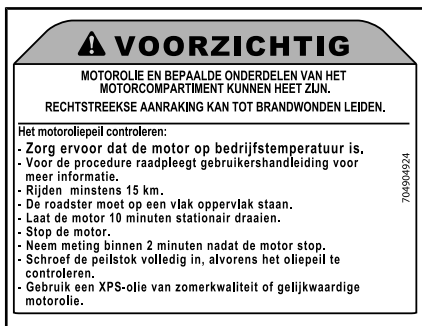 VOORZICHTIG
MOTOROLIE EN BEPAALDE ONDERDELEN VAN HET
MOTORCOMPARTIMENT KUNNEN HEET ZIJN.
RECHTSTREEKSE AANRAKING KAN TOT BRANDWONDEN LEIDEN.
Het motoroliepeil controleren:
- Zorg ervoor dat de motor op bedrijfstemperatuur is.
- Voor de procedure raadpleegt gebruikershandleiding voor
meer informatie.
- Rijden minstens 15 km.
- De roadster moet op een vlak oppervlak staan.
- Laat de motor 10 minuten stationair draaien.
- Stop de motor.
- Neem meting binnen 2 minuten nadat de motor stop.
- Schroef de peilstok volledig in, alvorens het oliepeil te
controleren.
- Gebruik een XPS-olie van zomerkwaliteit of gelijkwaardige
motorolie.
704904924